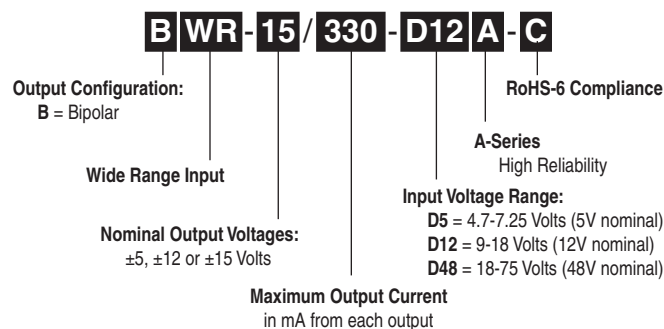 B WR - 15 / 330 - D12 A - C
Output Configuration:
B = Bipolar
RoHS-6 Compliance
A-Series
High Reliability
Wide Range Input
Input Voltage Range:
D5 = 4.7-7.25 Volts (5V nominal)
D12 = 9-18 Volts (12V nominal)
D48 = 18-75 Volts (48V nominal)
Nominal Output Voltages:
±5, ±12 or ±15 Volts
Maximum Output Current
in mA from each output